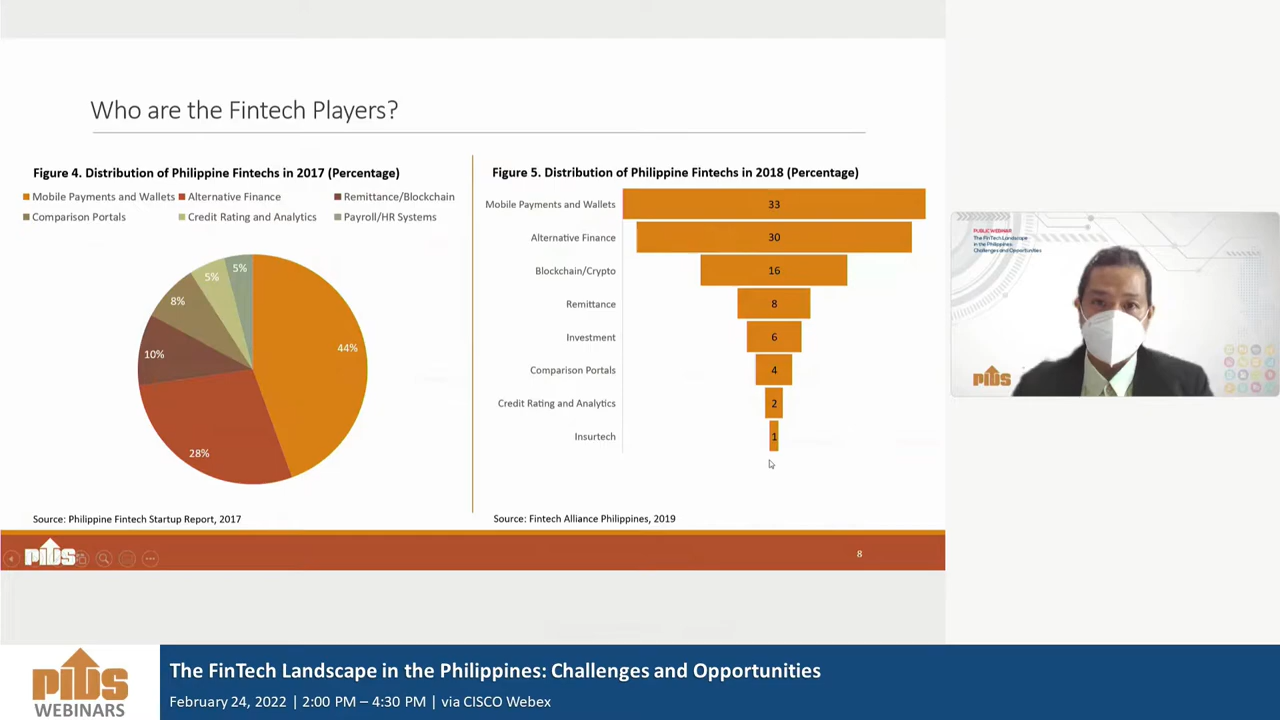 Who are the Fintech Players?
Figure 4. Distribution of Philippine Fintechs in 2017 (Percentage)
Mobile Payments and Wallets
Alternative Finance
Remittance/Blockchain
Comparison Portals
Credit Rating and Analytics
Payroll/HR Systems
5%
5%
8%
10%
44%
28%
Source: Philippine Fintech Startup Report, 2017
Figure 5. Distribution of Philippine Fintechs in 2018 (Percentage)
Mobile Payments and Wallets 33
Alternative Finance 30
Blockchain/Crypto 16
Remittance 8
Investment 6
Comparison Portals 4
Credit Rating and Analytics 2
Insurtech 1
Source: Fintech Alliance Philippines, 2019
PIDS
8
PUBLIC WEBINAR
The FinTech Landscape
in the Philippines:
Challenges and Opportunities
PIDS
PIDS
WEBINARS
The FinTech Landscape in the Philippines: Challenges and Opportunities
February 24, 2022 | 2:00 PM – 4:30 PM | via CISCO Webex